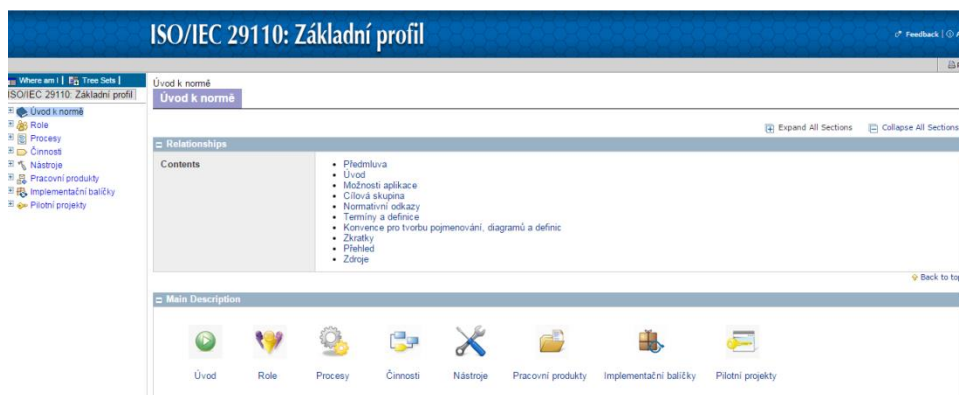 ISO/IEC 29110: Základní profil
Feedback
Where am I | Tree Sets |
ISO/IEC 29110: Základní profil
Úvod k normě
Role
Procesy
Činnosti
Nástroje
Pracovní produkty
Implementační balíčky
Pilotní projekty
Úvod k normě
Úvod k normě
Expand All Sections Collapse All Sections
Relationships
Contents
Předmluva
Úvod
Možnosti aplikace
Cílová skupina
Normativní odkazy
Termíny a definice
Konvence pro tvorbu pojmenování, diagramů a definic
Zkratky
Přehled
Zdroje
Back to top
Main Description
Úvod Role Procesy Činnosti Nástroje Pracovní produkty Implementační balíčky Pilotní projekty